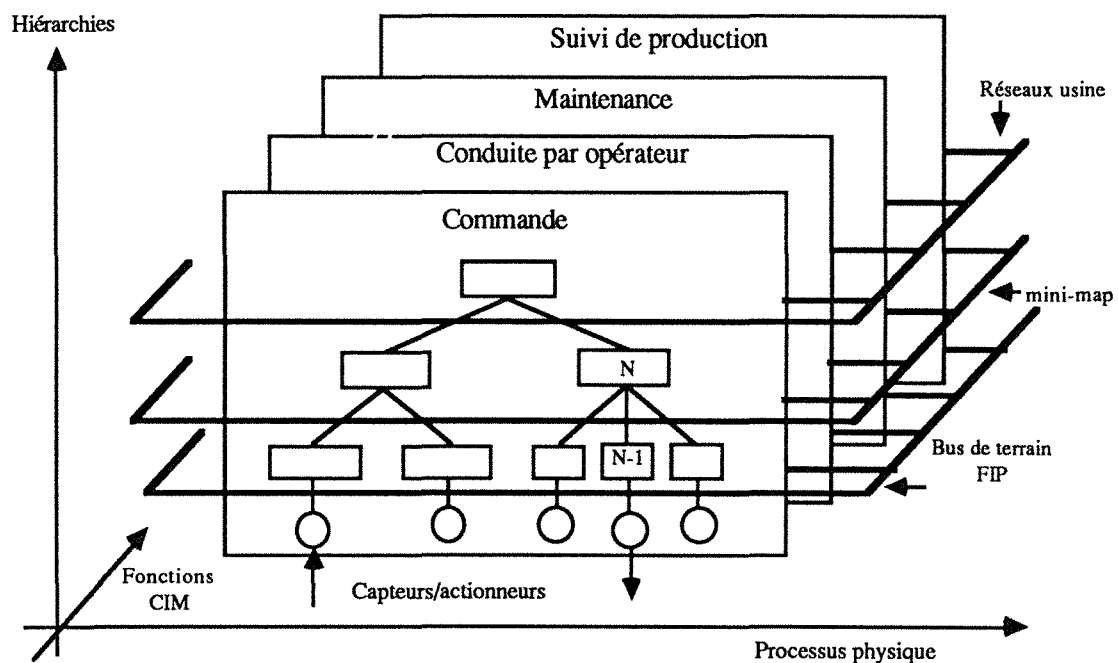 Hiérarchies
Suivi de production
Réseaux usine
Maintenance
Conduite par opérateur
Commande
mini-map
N
N-1
Bus de terrain
FIP
Fonctions
CIM
Capteurs/actionneurs
Processus physique